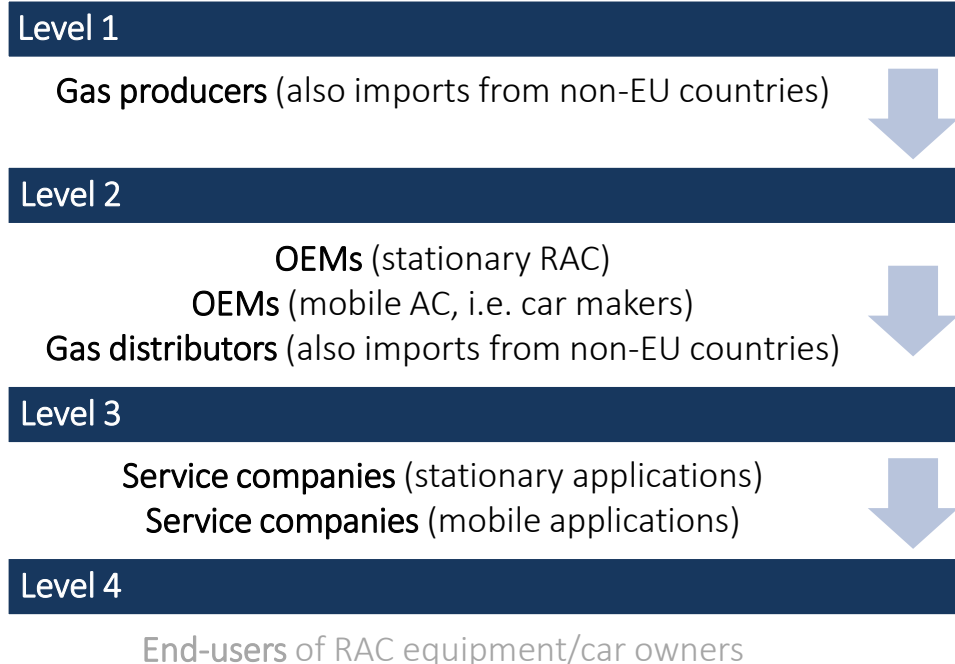 Level 1
Gas producers (also imports from non-EU countries)
Level 2
OEMs (stationary RAC)
OEMs (mobile AC, i.e. car makers)
Gas distributors (also imports from non-EU countries)
Level 3
Service companies (stationary applications)
Service companies (mobile applications)
Level 4
End-users of RAC equipment/car owners